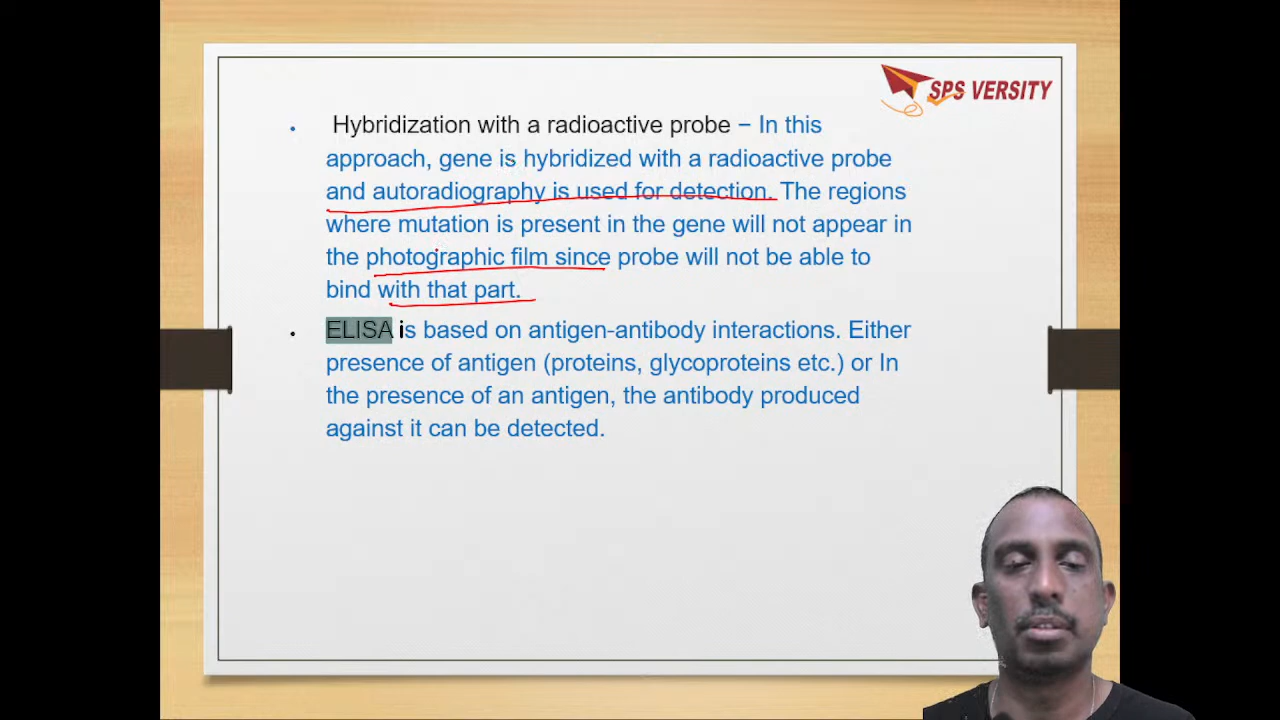 SPS VERSITY
• Hybridization with a radioactive probe – In this
approach, gene is hybridized with a radioactive probe
and autoradiography is used for detection. The regions
where mutation is present in the gene will not appear in
the photographic film since probe will not be able to
bind with that part.
• ELISA is based on antigen-antibody interactions. Either
presence of antigen (proteins, glycoproteins etc.) or In
the presence of an antigen, the antibody produced
against it can be detected.